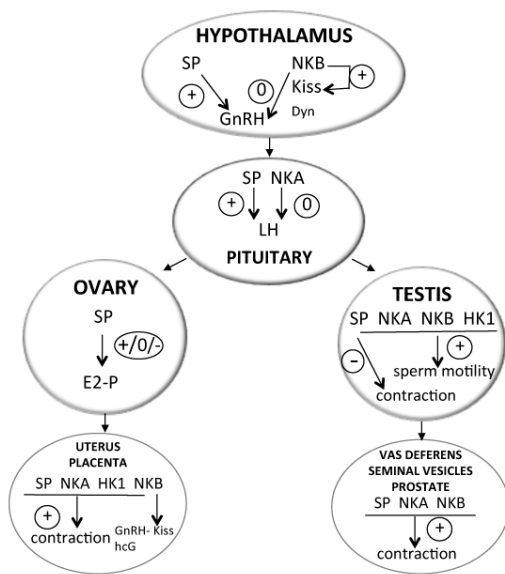 HYPOTHALAMUS
SP NKB
+ 0 Kiss +
GnRH Dyn
SP NKA
+ 0
LH
PITUITARY
OVARY
SP
+/0/-
E2-P
TESTIS
SP NKA NKB HK1
- +
sperm motility
contraction
UTERUS
PLACENTA
SP NKA HK1 NKB
+
contraction GnRH- Kiss
hcG
VAS DEFERENS
SEMINAL VESICLES
PROSTATE
SP NKA NKB
+
contraction